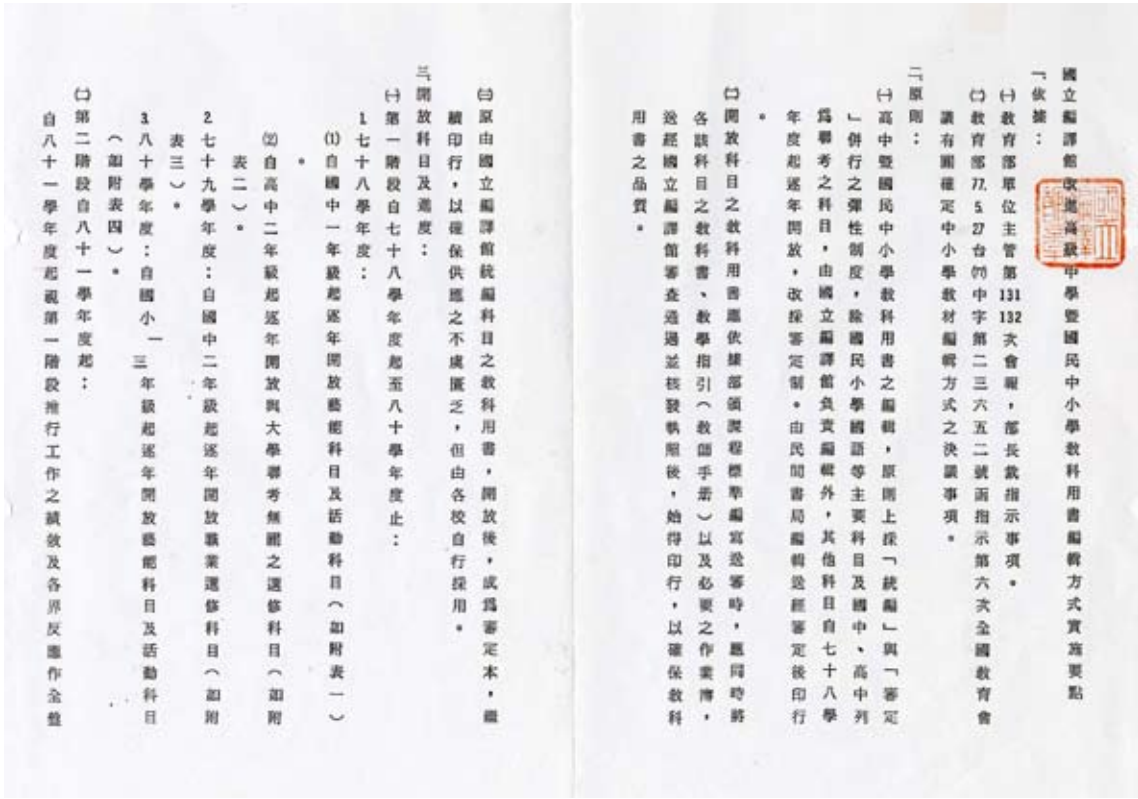 國立編譯館改進高級中學暨國民中小學教科用書編輯方式實施要點
一、依據：
㈠教育部單位主管第131 132次會報，部長裁指示事項。
㈡教育部77.5.27台㈦中字第二三六五二號函指示第六次全國教育會
議有關確定中小學教材編輯方式之決議事項。
二、原則：
㈠高中暨國民中小學教科用書之編輯，原則上採「統編」與「審定
」併行之彈性制度，除國民小學國語等主要科目及國中、高中列
為聯考之科目，由國立編譯館負責編輯外，其他科目自七十八學
年度起逐年開放，改採審定制。由民間書局編輯送經審定後印行
。
㈡開放科目之教科用書應依據部頒課程標準編寫送審時，應同時將
各該科目之教科書、教學指引（教師手册）以及必要之作業簿，
送經國立編譯館審查通過並核發執照後，始得印行，以確保教科
用書之品質。
㈢原由國立編譯館統編科目之教科用書，開放後，成為審定本，繼
續印行，以確保供應之不虞匱乏，但由各校自行採用。
三、開放科目及進度：
㈠第一階段自七十八學年度起至八十學年度止：
1.七十八學年度：
⑴自國中一年級起逐年開放藝能科目及活動科目（如附表一）
。
⑵自高中二年級起逐年開放與大學聯考無關之選修科目（如附
表二）。
2.七十九學年度：自國中二年級起逐年開放職業選修科目（如附
表三）。
3.八十學年度：自國小一三年級起逐年開放藝能科目及活動科目
（如附表四）。
㈡第二階段自八十一學年度起：
自八十一學年度起視第一階段推行工作之績效及各界反應作全盤